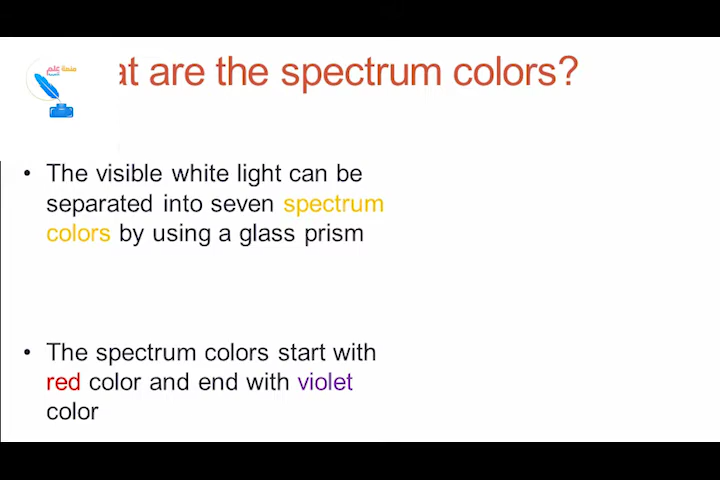 at are the spectrum colors?
• The visible white light can be
separated into seven spectrum
colors by using a glass prism
• The spectrum colors start with
red color and end with violet
color